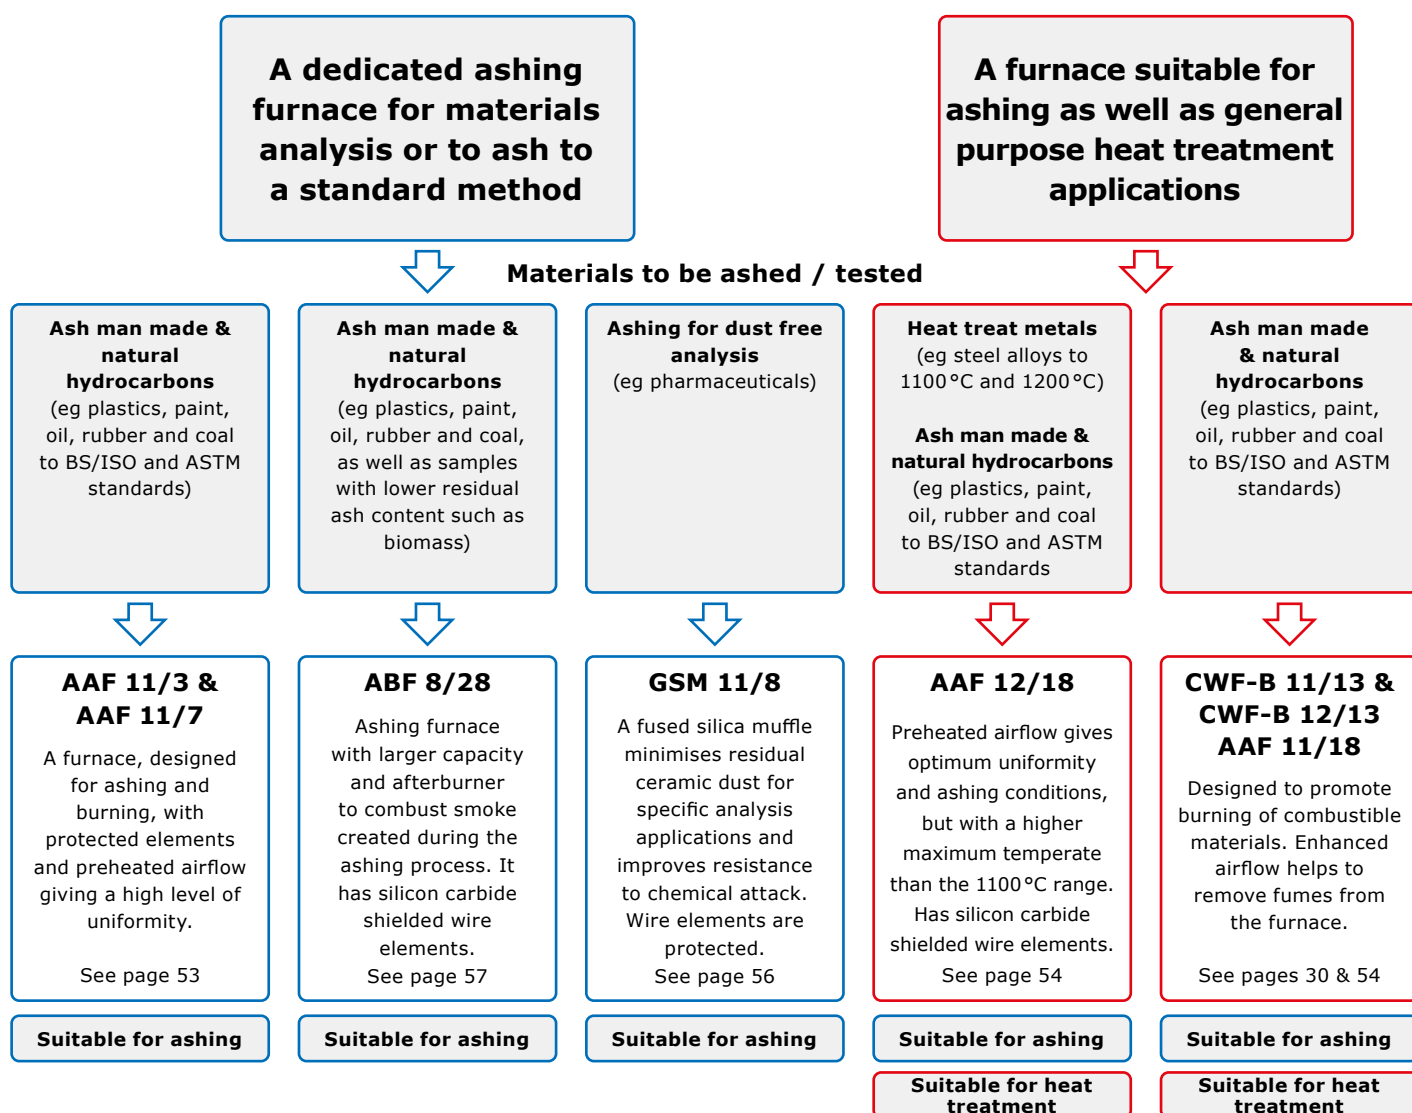 A dedicated ashing
furnace for materials
analysis or to ash to
a standard method
A furnace suitable for
ashing as well as general
purpose heat treatment
applications
Materials to be ashed / tested
Ash man made &
natural
hydrocarbons
(eg plastics, paint,
oil, rubber and coal
to BS/ISO and ASTM
standards)
Ash man made &
natural
hydrocarbons
(eg plastics, paint,
oil, rubber and coal,
as well as samples
with lower residual
ash content such as
biomass)
Ashing for dust free
analysis
(eg pharmaceuticals)
Heat treat metals
(eg steel alloys to
1100°C and 1200°C)
Ash man made &
natural hydrocarbons
(eg plastics, paint,
oil, rubber and coal
to BS/ISO and ASTM
standards
Ash man made
& natural
hydrocarbons
(eg plastics, paint,
oil, rubber and coal
to BS/ISO and ASTM
standards)
AAF 11/3 &
AAF 11/7
A furnace, designed
for ashing and
burning, with
protected elements
and preheated airflow
giving a high level of
uniformity.
See page 53
ABF 8/28
Ashing furnace
with larger capacity
and afterburner
to combust smoke
created during the
ashing process. It
has silicon carbide
shielded wire
elements.
See page 57
GSM 11/8
A fused silica muffle
minimises residual
ceramic dust for
specific analysis
applications and
improves resistance
to chemical attack.
Wire elements are
protected.
See page 56
AAF 12/18
Preheated airflow gives
optimum uniformity
and ashing conditions,
but with a higher
maximum temperate
than the 1100°C range.
Has silicon carbide
shielded wire elements.
See page 54
CWF-B 11/13 &
CWF-B 12/13
AAF 11/18
Designed to promote
burning of combustible
materials. Enhanced
airflow helps to
remove fumes from
the furnace.
See pages 30 & 54
Suitable for ashing
Suitable for ashing
Suitable for ashing
Suitable for ashing
Suitable for ashing
Suitable for heat
treatment
Suitable for heat
treatment